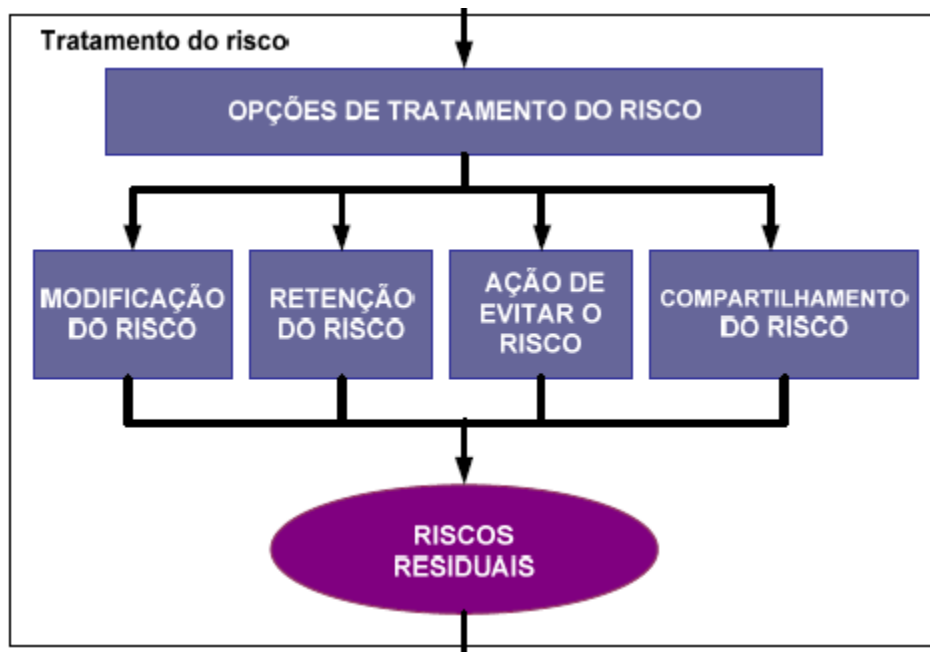 Tratamento do risco
OPÇÕES DE TRATAMENTO DO RISCO
MODIFICAÇÃO
DO RISCO
RETENÇÃO
DO RISCO
AÇÃO DE
EVITAR O
RISCO
COMPARTILHAMENTO
DO RISCO
RISCOS
RESIDUAIS